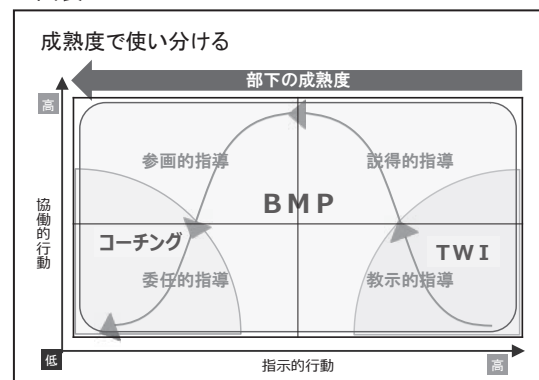 成熟度で使い分ける
部下の成熟度
高
参画的指導
説得的指導
BMP
協働的行動
コーチング
TWI
委任的指導
教示的指導
低
指示的行動
高